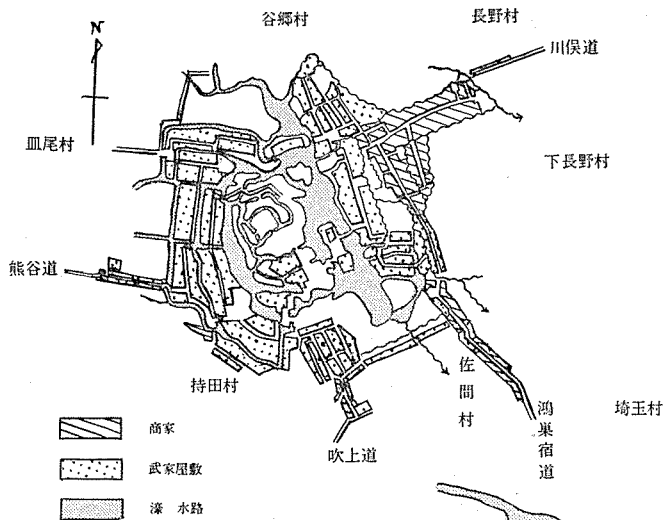 谷郷村
長野村
N
川俣道
皿尾村
下長野村
熊谷道
持田村
佐間村
鴻巣宿道
埼玉村
吹上道
商家
武家屋敷
濠 水路